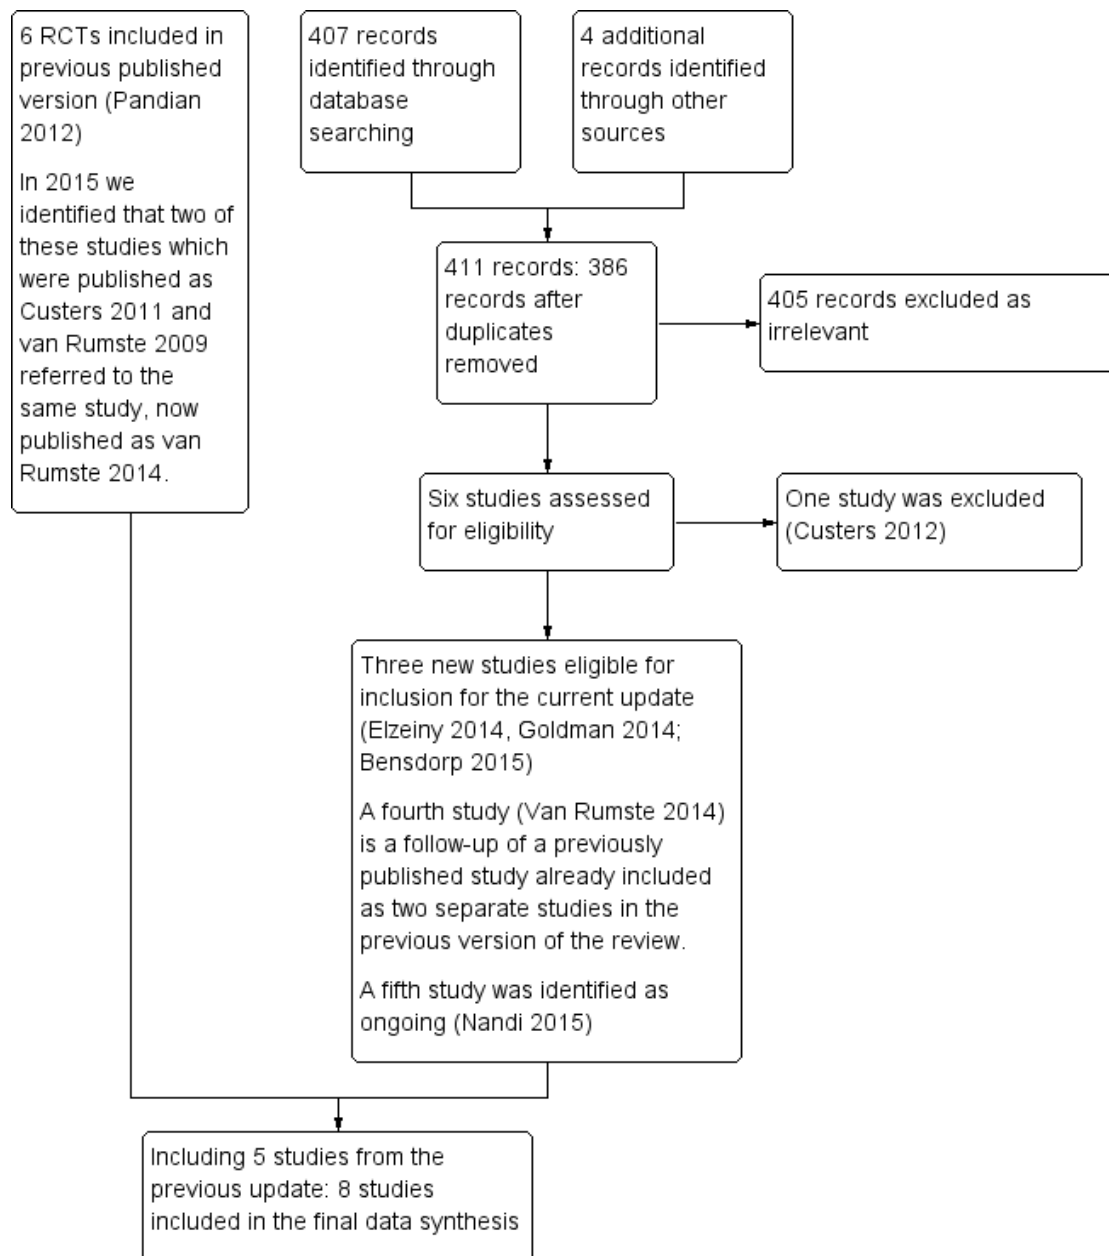 6 RCTs included in
previous published
version (Pandian
2012)
In 2015 we
identified that two of
these studies which
were published as
Custers 2011 and
van Rumste 2009
referred to the
same study, now
published as van
Rumste 2014.
407 records
identified through
database
searching
4 additional
records identified
through other
sources
411 records: 386
records after
duplicates
removed
405 records excluded as
irrelevant
Six studies assessed
for eligibility
One study was excluded
(Custers 2012)
Three new studies eligible for
inclusion for the current update
(Elzeiny 2014, Goldman 2014;
Bensdorp 2015)
A fourth study (Van Rumste 2014)
is a follow-up of a previously
published study already included
as two separate studies in the
previous version of the review.
A fifth study was identified as
ongoing (Nandi 2015)
Including 5 studies from the
previous update: 8 studies
included in the final data synthesis